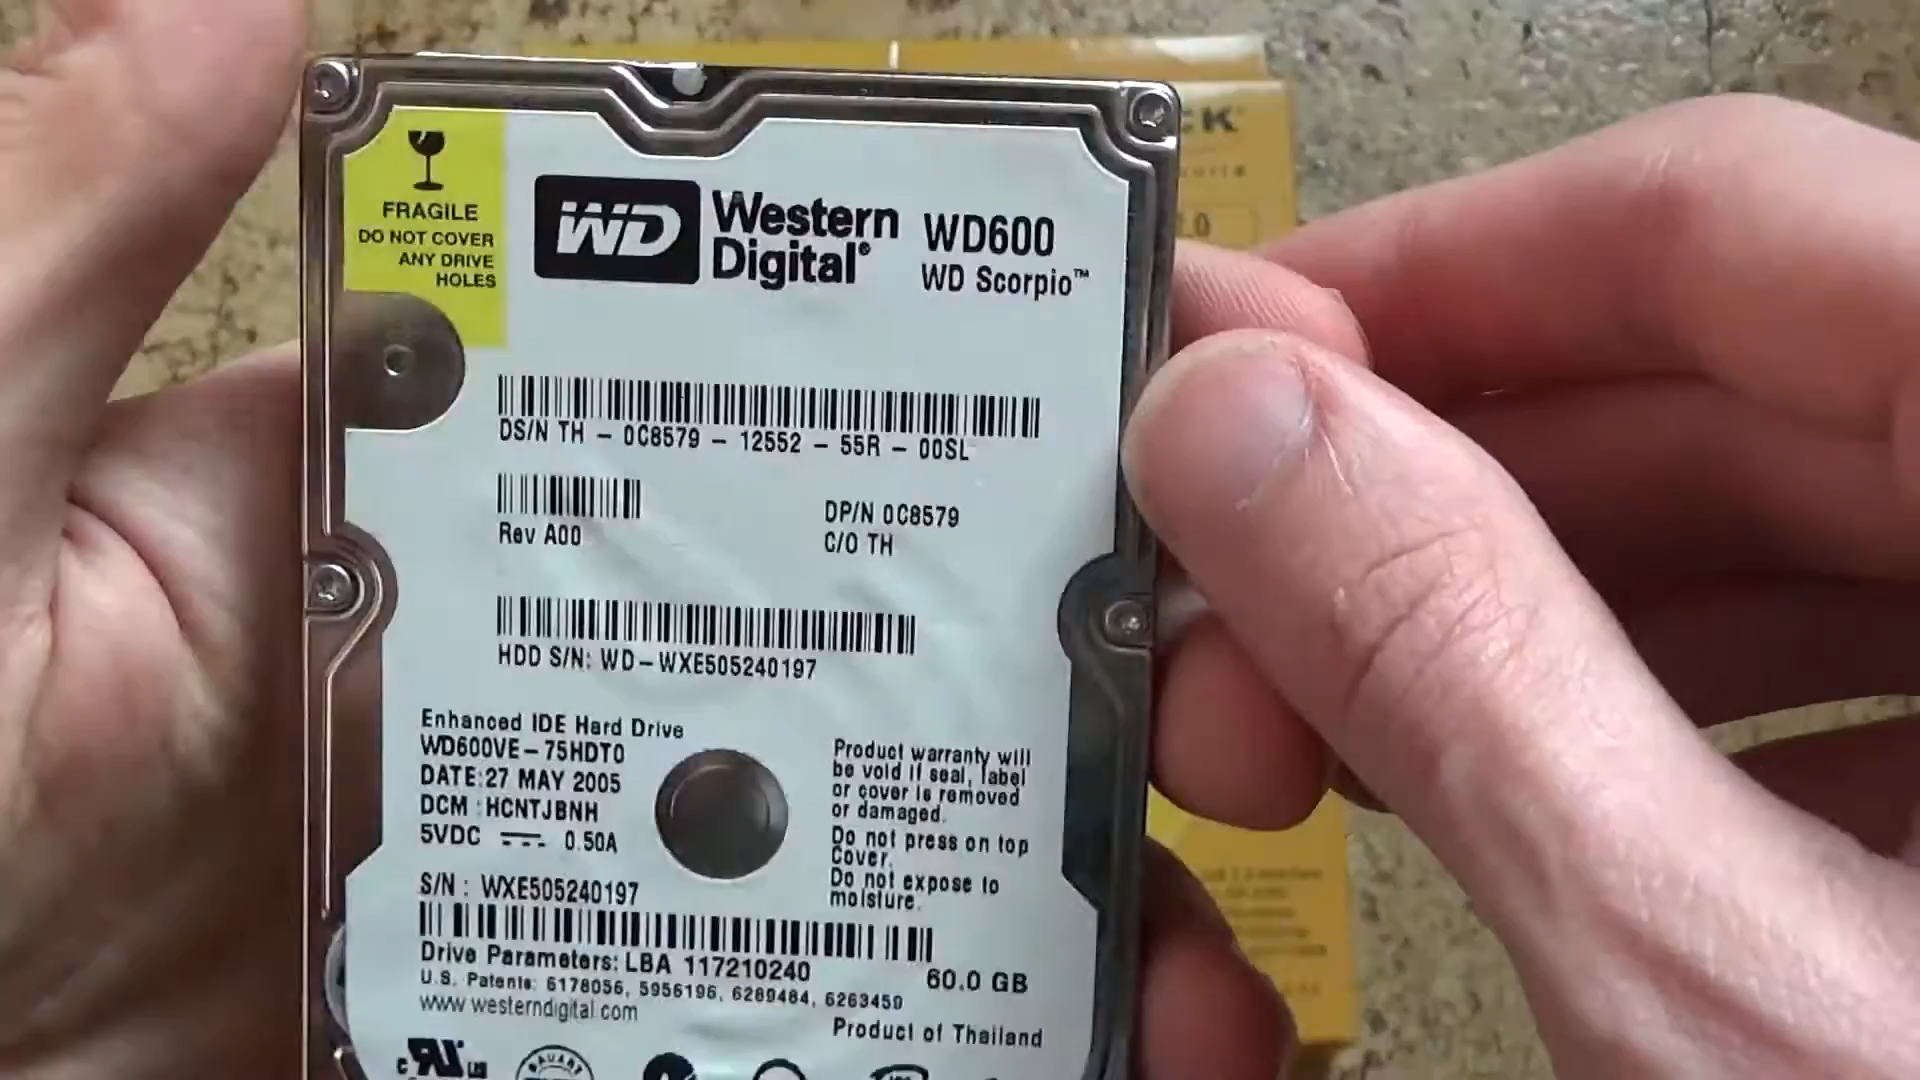 FRAGILE
DO NOT COVER
ANY DRIVE
HOLES
WD
Western
Digital®
WD600
WD Scorpio™
DS/N TH - 0C8579 - 12552 - 55R - 00SL
Rev A00
DP/N 0C8579
C/O TH
HDD S/N: WD-WXE505240197
Enhanced IDE Hard Drive
WD600VE-75HDT0
DATE:27 MAY 2005
DCM : HCNTJBNH
5VDC 0.50A
Product warranty will
be void if seal, label
or cover is removed
or damaged.
Do not press on top
Cover.
Do not expose to
moisture.
S/N : WXE505240197
Drive Parameters: LBA 117210240
60.0 GB
U.S. Patents: 6178056, 5956196, 6289484, 6263459
www.westerndigital.com
Product of Thailand
c US